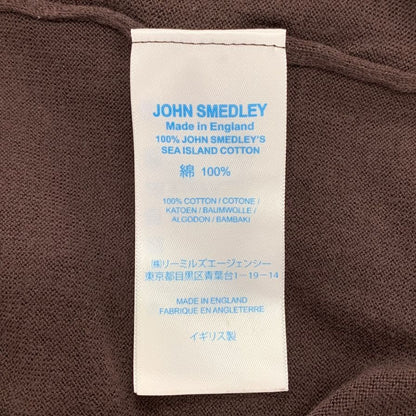 JOHN SMEDLEY
Made in England
100% JOHN SMEDLEY'S
SEA ISLAND COTTON
綿 100%
100% COTTON / COTONE /
KATOEN / BAUMWOLLE /
ALGODON / BAMBAKI
㈱リーミルズエージェンシー
東京都目黒区青葉台1-19-14
MADE IN ENGLAND
FABRIQUE EN ANGLETERRE
イギリス製